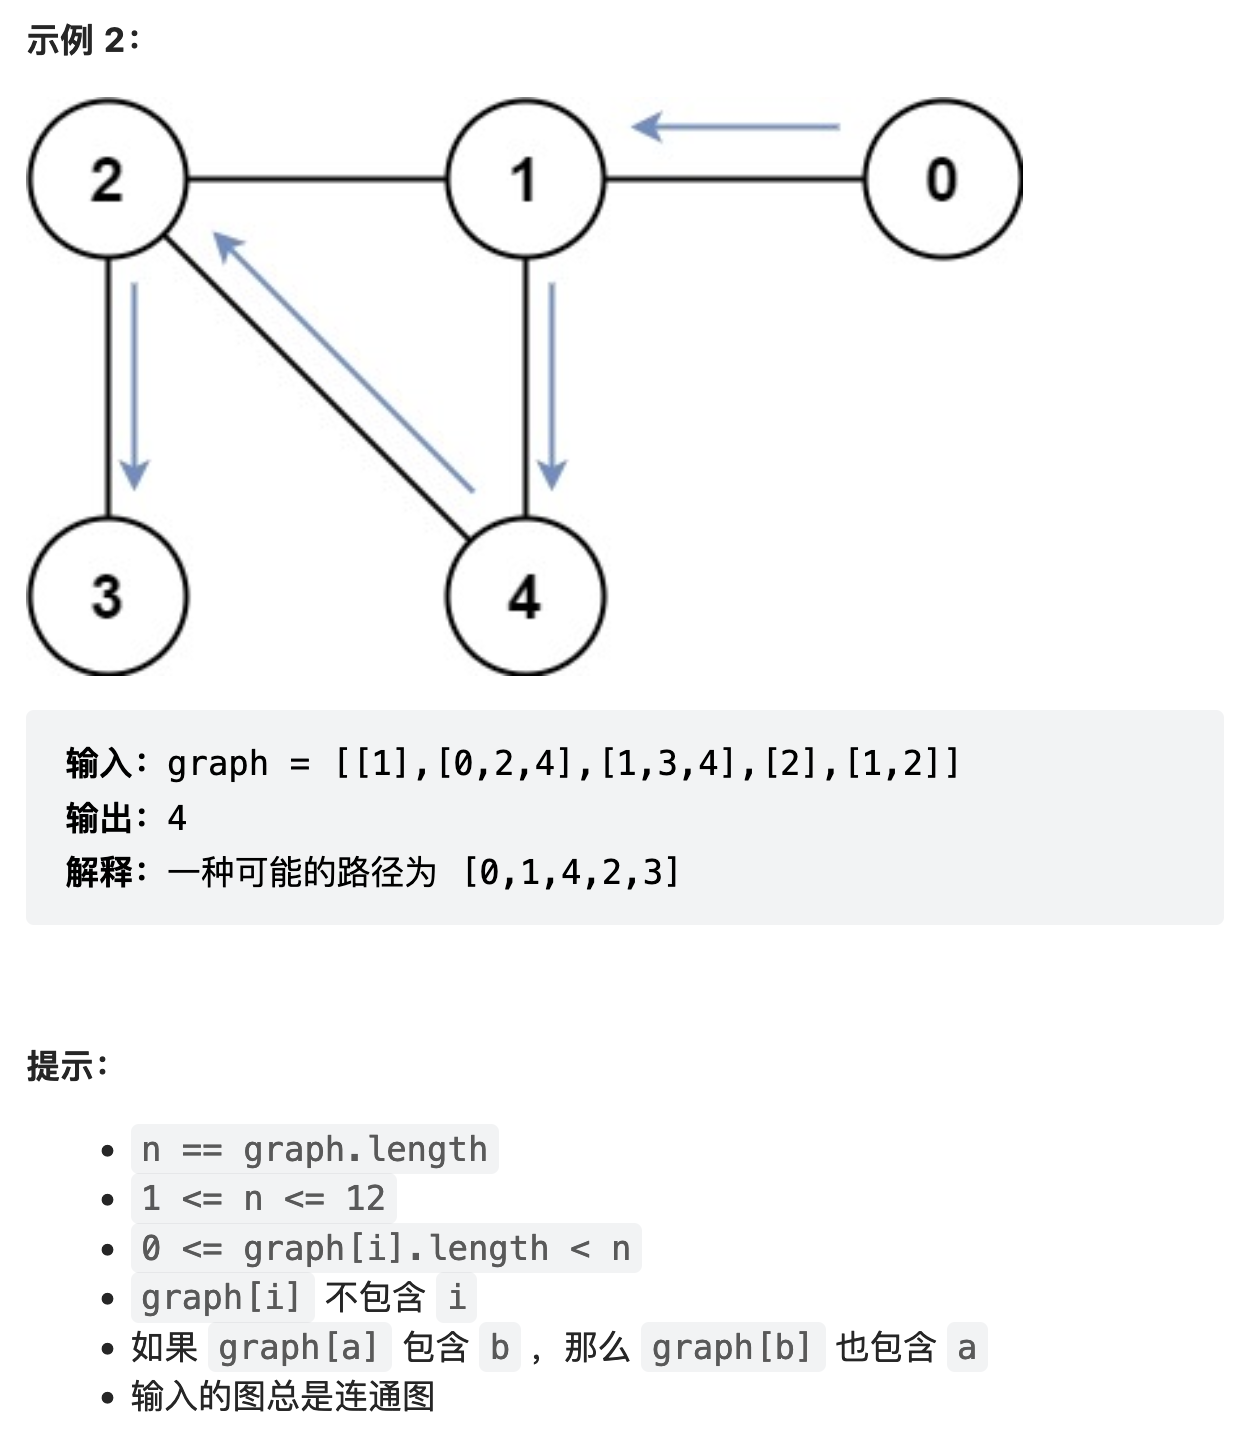 示例 2：
2
1
0
3
4
输入：graph = [[1],[0,2,4],[1,3,4],[2],[1,2]]
输出：4
解释：一种可能的路径为 [0,1,4,2,3]
提示：
n == graph.length
1 <= n <= 12
0 <= graph[i].length < n
graph[i] 不包含 i
如果 graph[a] 包含 b ，那么 graph[b] 也包含 a
输入的图总是连通图